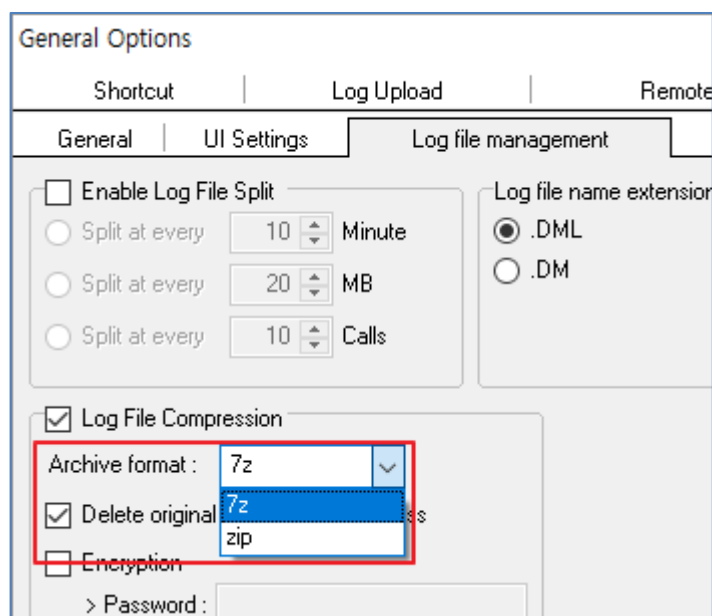 General Options
Shortcut Log Upload Remote
General UI Settings Log file management
Enable Log File Split
Split at every 10 Minute
Split at every 20 MB
Split at every 10 Calls
Log file name extension
.DML
.DM
Log File Compression
Archive format : 7z
7z
zip
Delete original ss
Encryption
> Password :